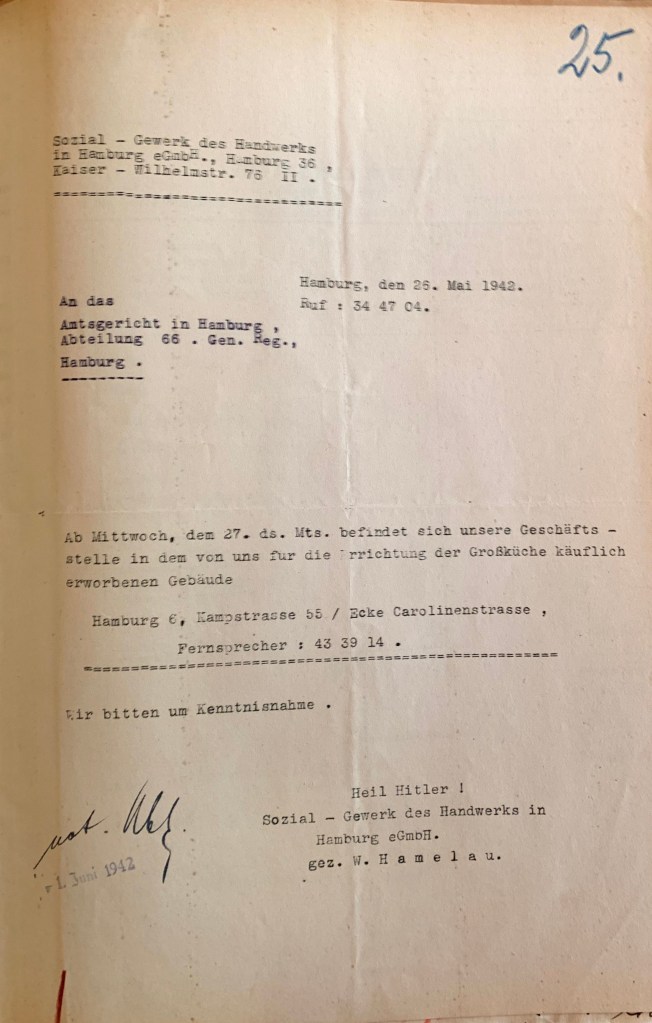 25.
Sozial - Gewerk des Handwerks
in Hamburg eGmbH., Hamburg 36 ,
Kaiser - Wilhelmstr. 76 II .
Hamburg, den 26. Mai 1942.
Ruf : 34 47 04.
An das
Amtsgericht in Hamburg ,
Abteilung 66 . Gen. Reg.,
Hamburg .
Ab Mittwoch, dem 27. ds. Mts. befindet sich unsere Geschäfts -
stelle in dem von uns für die Errichtung der Großküche käuflich
erworbenen Gebäude
Hamburg 6, Kampstrasse 55 / Ecke Carolinenstrasse ,
Fernsprecher : 43 39 14 .
Wir bitten um Kenntnisnahme .
Heil Hitler !
Sozial - Gewerk des Handwerks in
Hamburg eGmbH.
gez. W. H a m e l a u.
1. Juni 1942